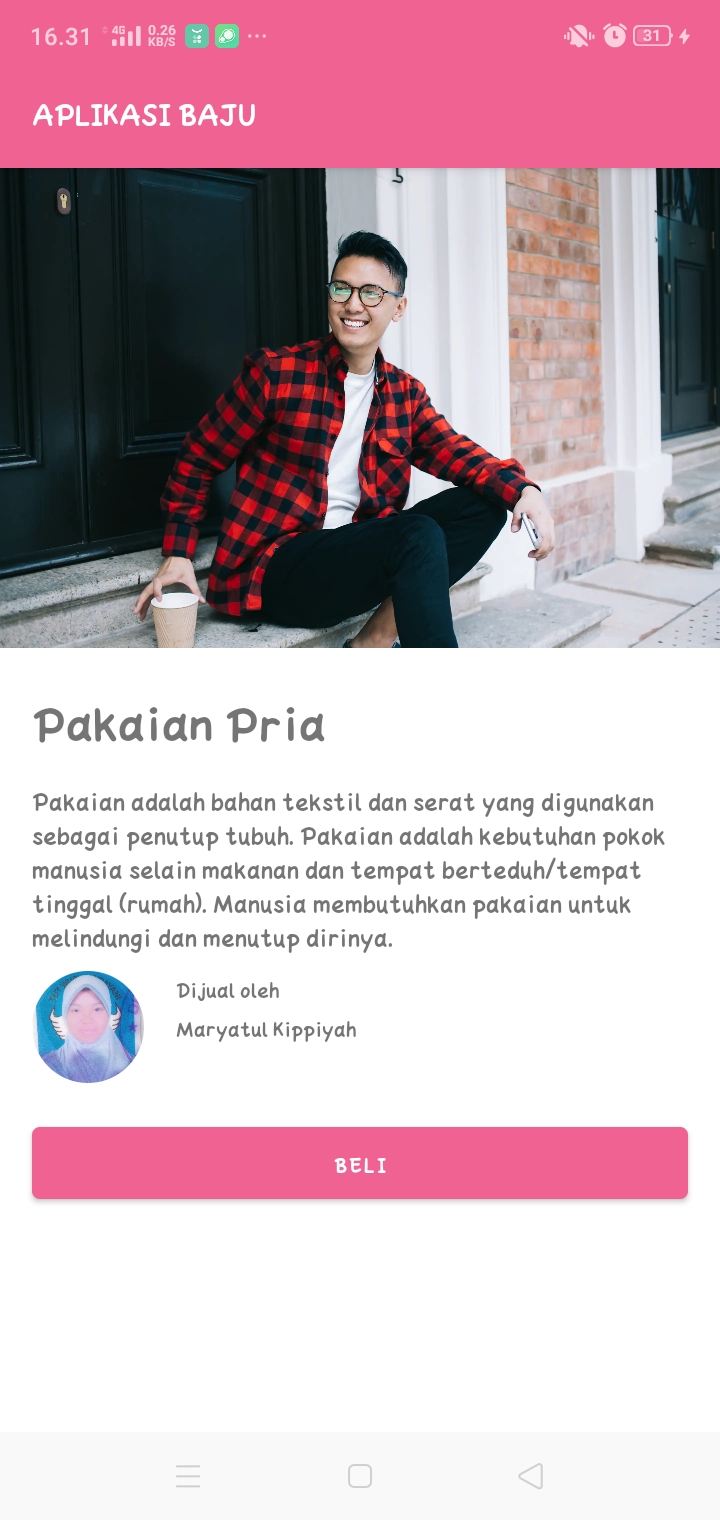 16.31 4G 0.26 KB/S 31
APLIKASI BAJU
Pakaian Pria
Pakaian adalah bahan tekstil dan serat yang digunakan
sebagai penutup tubuh. Pakaian adalah kebutuhan pokok
manusia selain makanan dan tempat berteduh/tempat
tinggal (rumah). Manusia membutuhkan pakaian untuk
melindungi dan menutup dirinya.
Dijual oleh
Maryatul Kippiyah
BELI